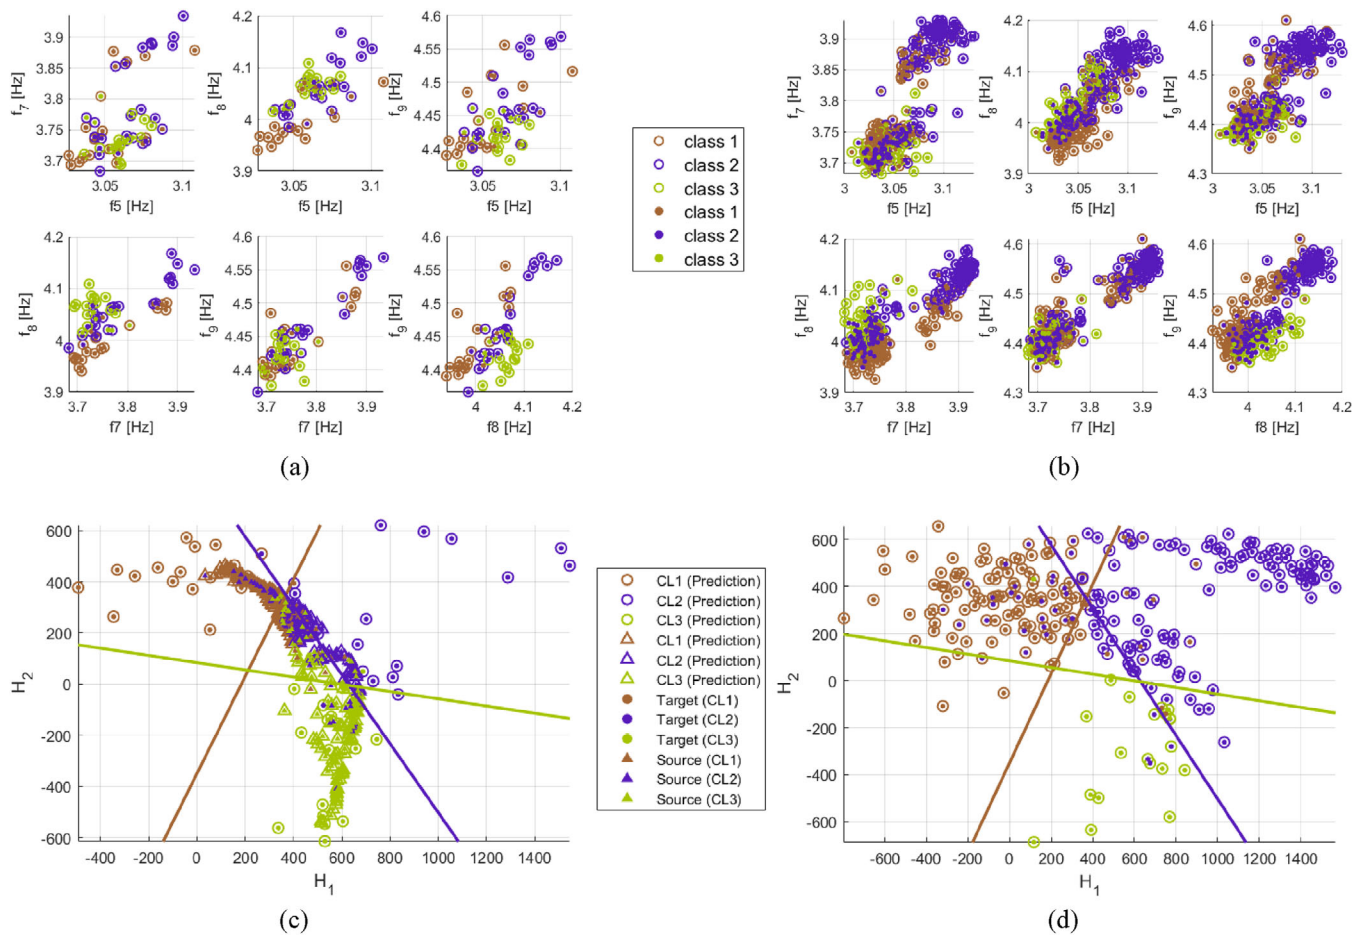 3.9
3.85
3.8
3.75
3.7
f7 [Hz]
3.05
3.1
f5 [Hz]
4.2
4.1
4
3.9
f8 [Hz]
3.05
3.1
f5 [Hz]
4.6
4.55
4.5
4.45
4.4
f9 [Hz]
3.05
3.1
f5 [Hz]
4.2
4.1
4
3.9
f8 [Hz]
3.7
3.8
3.9
f7 [Hz]
4.6
4.55
4.5
4.45
4.4
f9 [Hz]
3.7
3.8
3.9
f7 [Hz]
4.6
4.55
4.5
4.45
4.4
f9 [Hz]
4
4.1
4.2
f8 [Hz]
(a)
class 1
class 2
class 3
class 1
class 2
class 3
3.9
3.85
3.8
3.75
3.7
f7 [Hz]
3
3.05
3.1
f5 [Hz]
4.2
4.1
4
3.9
f8 [Hz]
3
3.05
3.1
f5 [Hz]
4.6
4.5
4.4
4.3
f9 [Hz]
3
3.05
3.1
f5 [Hz]
4.2
4.1
4
3.9
f8 [Hz]
3.7
3.8
3.9
f7 [Hz]
4.6
4.5
4.4
4.3
f9 [Hz]
3.7
3.8
3.9
f7 [Hz]
4.6
4.5
4.4
4.3
f9 [Hz]
4
4.1
4.2
f8 [Hz]
(b)
600
400
200
0
-200
-400
-600
H2
-400 -200 0 200 400 600 800 1000 1200 1400
H1
(c)
CL1 (Prediction)
CL2 (Prediction)
CL3 (Prediction)
CL1 (Prediction)
CL2 (Prediction)
CL3 (Prediction)
Target (CL1)
Target (CL2)
Target (CL3)
Source (CL1)
Source (CL2)
Source (CL3)
600
400
200
0
-200
-400
-600
H2
-600 -400 -200 0 200 400 600 800 1000 1200 1400
H1
(d)